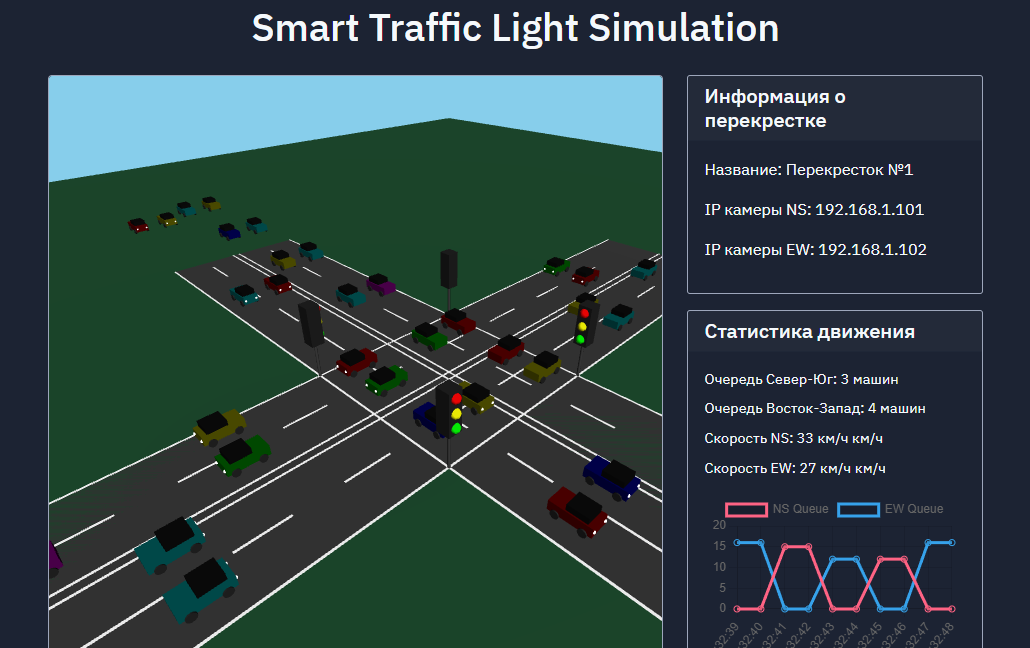 Smart Traffic Light Simulation
Информация о
перекрестке
Название: Перекресток №1
IP камеры NS: 192.168.1.101
IP камеры EW: 192.168.1.102
Статистика движения
Очередь Север-Юг: 3 машин
Очередь Восток-Запад: 4 машин
Скорость NS: 33 км/ч км/ч
Скорость EW: 27 км/ч км/ч
NS Queue EW Queue
20
15
10
5
0
32:39 32:40 32:41 32:42 32:43 32:44 32:45 32:46 32:47 32:48